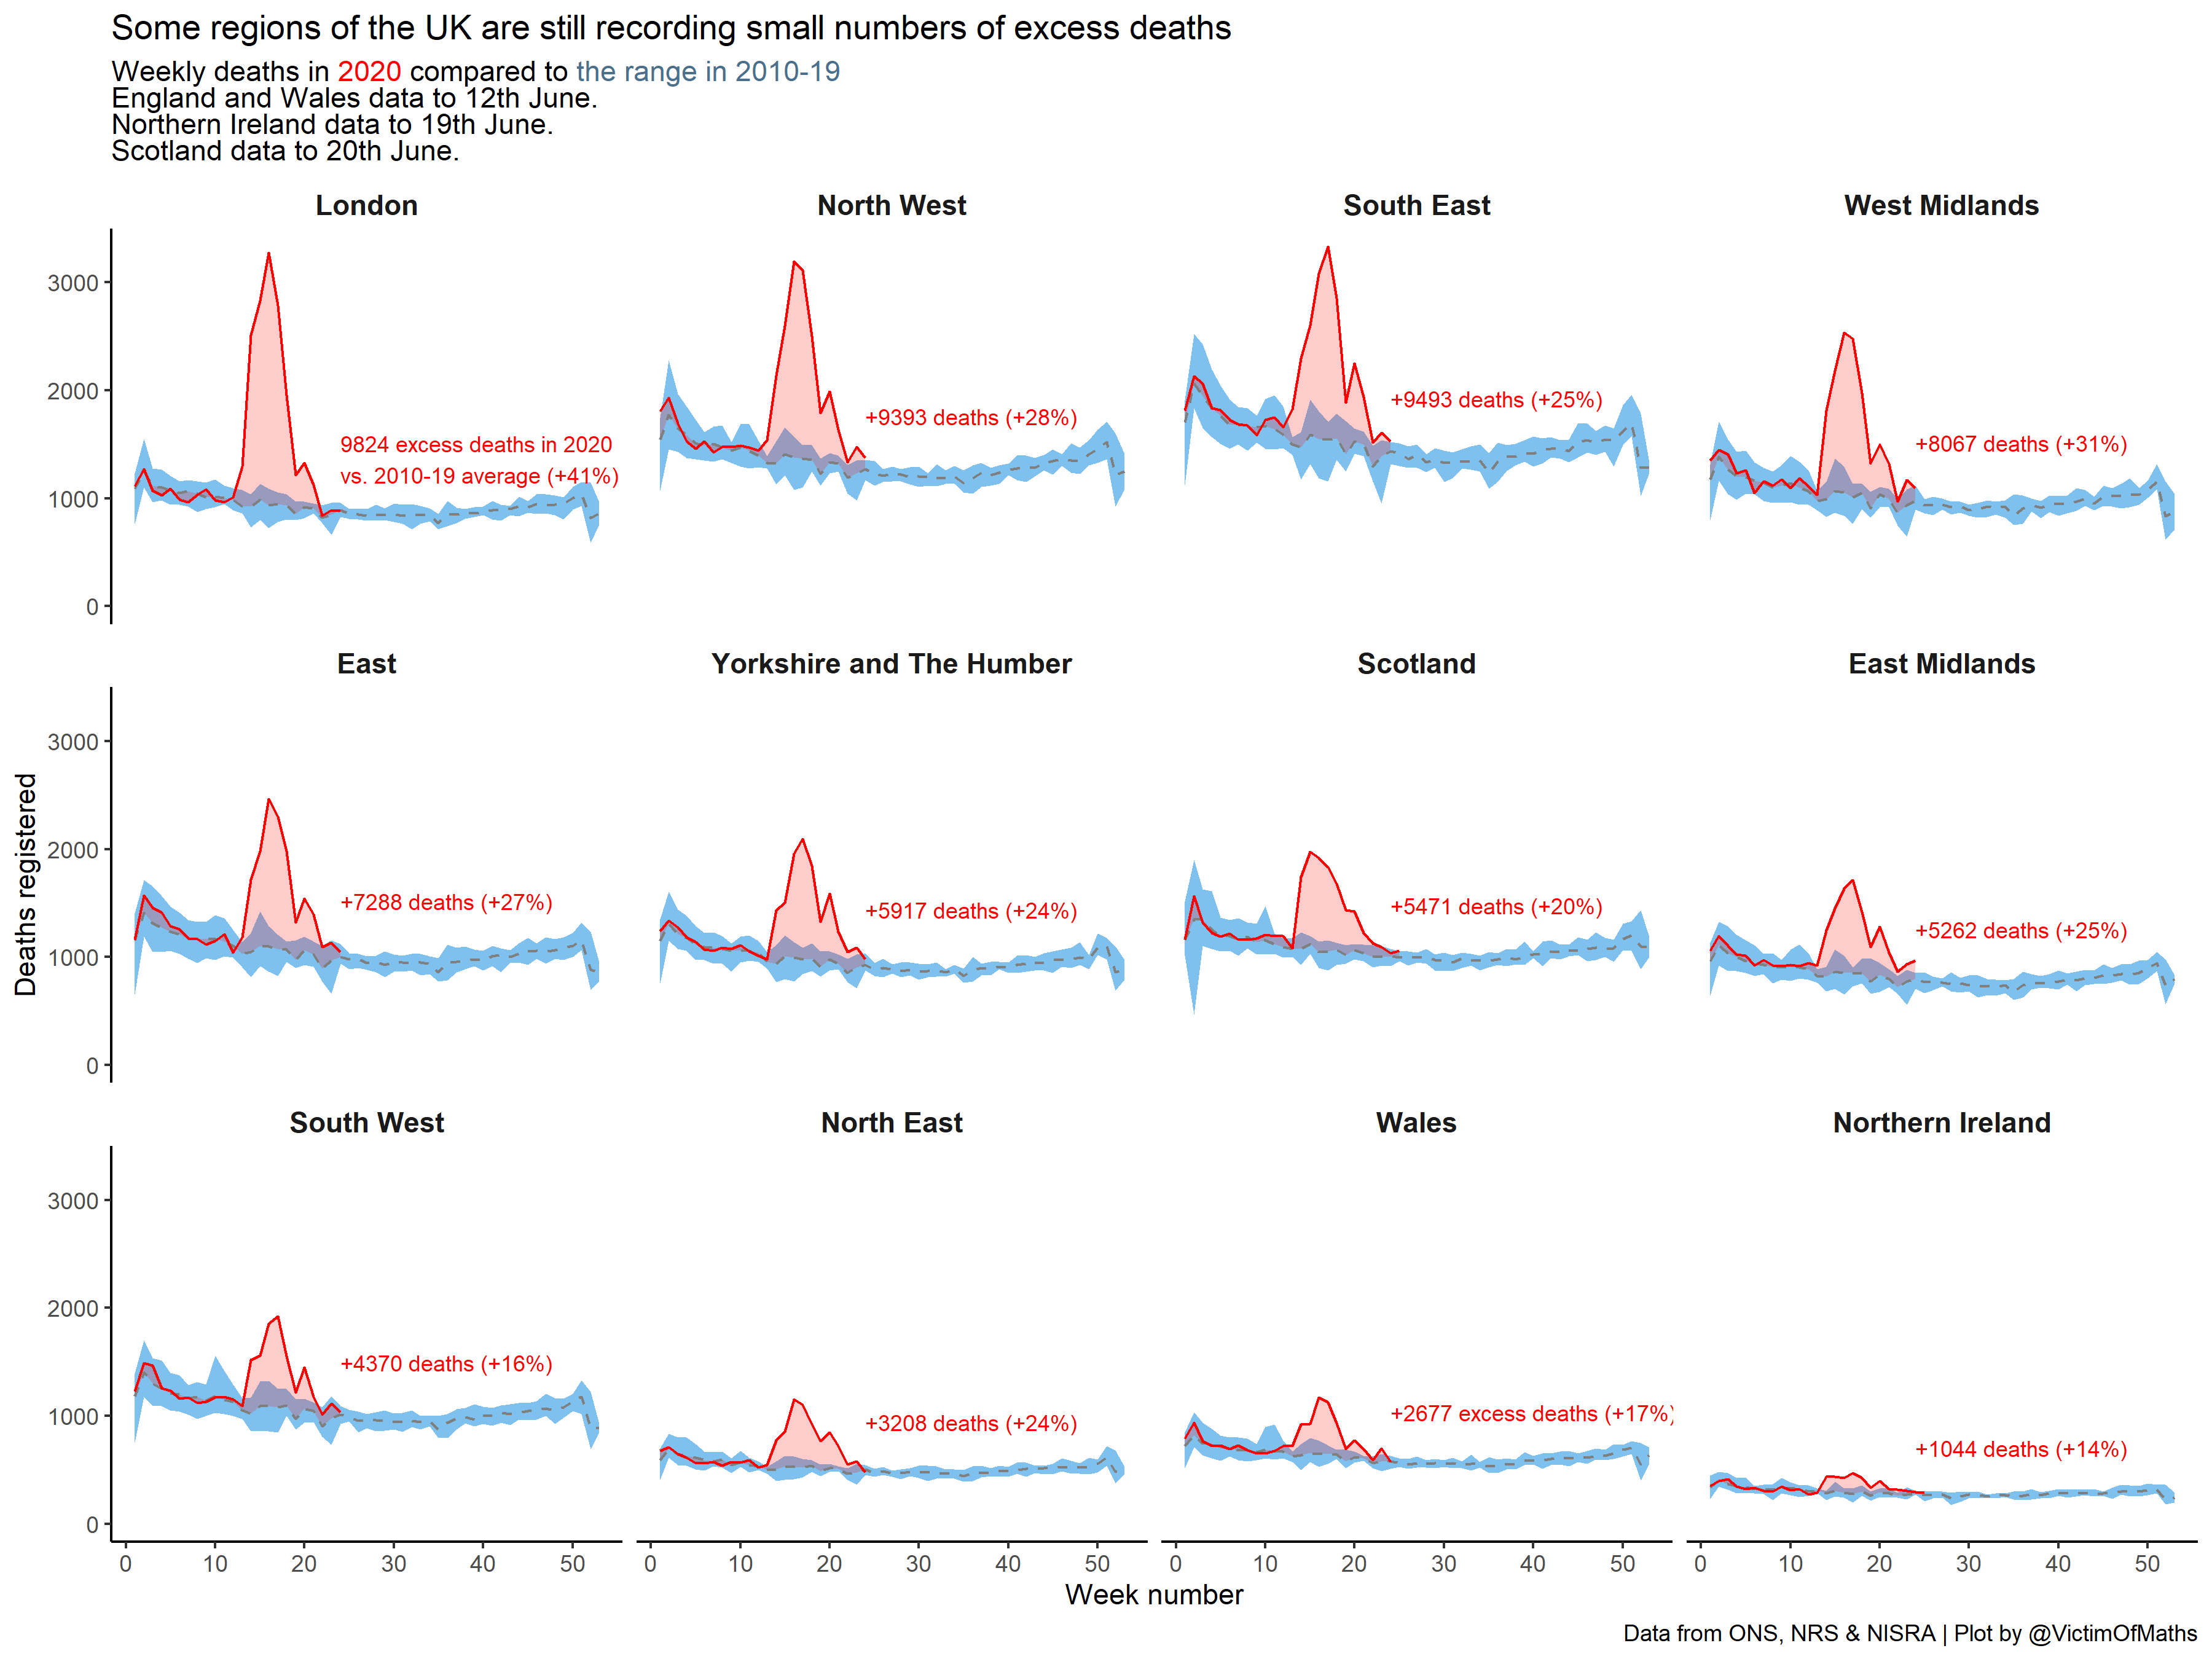 Some regions of the UK are still recording small numbers of excess deaths
Weekly deaths in 2020 compared to the range in 2010-19
England and Wales data to 12th June.
Northern Ireland data to 19th June.
Scotland data to 20th June.
London
North West
South East
West Midlands
3000
2000
1000
0
9824 excess deaths in 2020
vs. 2010-19 average (+41%)
+9393 deaths (+28%)
+9493 deaths (+25%)
+8067 deaths (+31%)
East
Yorkshire and The Humber
Scotland
East Midlands
Deaths registered
3000
2000
1000
0
+7288 deaths (+27%)
+5917 deaths (+24%)
+5471 deaths (+20%)
+5262 deaths (+25%)
South West
North East
Wales
Northern Ireland
3000
2000
1000
0
+4370 deaths (+16%)
+3208 deaths (+24%)
+2677 excess deaths (+17%)
+1044 deaths (+14%)
0 10 20 30 40 50
0 10 20 30 40 50
0 10 20 30 40 50
0 10 20 30 40 50
Week number
Data from ONS, NRS & NISRA | Plot by @VictimOfMaths